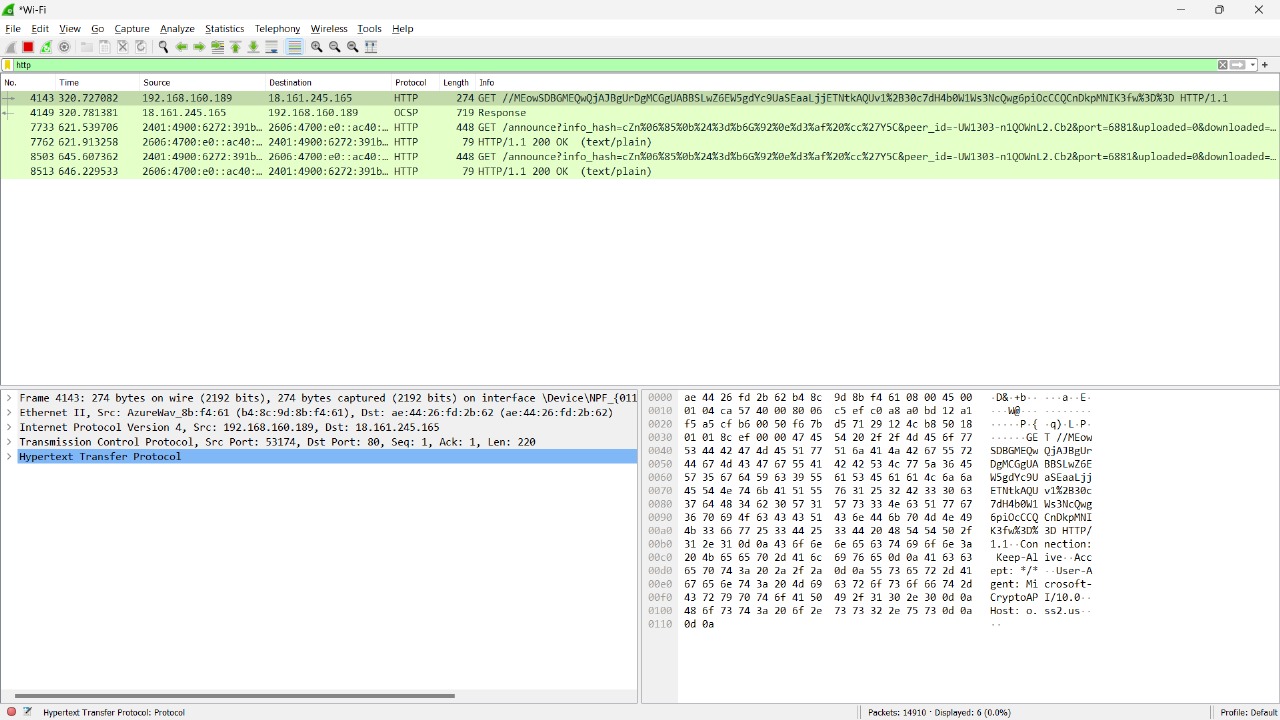 *Wi-Fi
File Edit View Go Capture Analyze Statistics Telephony Wireless Tools Help
http
No. Time Source Destination Protocol Length Info
4143 320.727082 192.168.160.189 18.161.245.165 HTTP 274 GET //MEowSDBGMEQwQjAJBgUrDgMCGgUABBSLwZ6EW5gdYc9UaSEaaLjjETNtkAQUv1%2B30c7dH4b0W1Ws3NcQwg6piOcCCQCnDkpMNIK3fw%3D%3D HTTP/1.1
4149 320.781381 18.161.245.165 192.168.160.189 OCSP 719 Response
7733 621.539706 2401:4900:6272:391b… 2606:4700:e0::ac40:… HTTP 448 GET /announce?info_hash=cZn%06%85%0b%24%3d%b6G%92%0e%d3%af%20%cc%27Y5C&peer_id=-UW1303-n1QOWnL2.Cb2&port=6881&uploaded=0&downloaded=…
7762 621.913258 2606:4700:e0::ac40:… 2401:4900:6272:391b… HTTP 79 HTTP/1.1 200 OK (text/plain)
8503 645.607362 2401:4900:6272:391b… 2606:4700:e0::ac40:… HTTP 448 GET /announce?info_hash=cZn%06%85%0b%24%3d%b6G%92%0e%d3%af%20%cc%27Y5C&peer_id=-UW1303-n1QOWnL2.Cb2&port=6881&uploaded=0&downloaded=…
8513 646.229533 2606:4700:e0::ac40:… 2401:4900:6272:391b… HTTP 79 HTTP/1.1 200 OK (text/plain)
Frame 4143: 274 bytes on wire (2192 bits), 274 bytes captured (2192 bits) on interface \Device\NPF_{011
Ethernet II, Src: AzureWav_8b:f4:61 (b4:8c:9d:8b:f4:61), Dst: ae:44:26:fd:2b:62 (ae:44:26:fd:2b:62)
Internet Protocol Version 4, Src: 192.168.160.189, Dst: 18.161.245.165
Transmission Control Protocol, Src Port: 53174, Dst Port: 80, Seq: 1, Ack: 1, Len: 220
Hypertext Transfer Protocol
0000 ae 44 26 fd 2b 62 b4 8c 9d 8b f4 61 08 00 45 00 ·D&·+b·· ···a··E·
0010 01 04 ca 57 40 00 80 06 c5 ef c0 a8 a0 bd 12 a1 ···W@··· ········
0020 f5 a5 cf b6 00 50 f6 7b d5 71 29 12 4c b8 50 18 ·····P·{ ·q)·L·P·
0030 01 01 8c ef 00 00 47 45 54 20 2f 2f 4d 45 6f 77 ······GE T //MEow
0040 53 44 42 47 4d 45 51 77 51 6a 41 4a 42 67 55 72 SDBGMEQw QjAJBgUr
0050 44 67 4d 43 47 67 55 41 42 42 53 4c 77 5a 36 45 DgMCGgUA BBSLwZ6E
0060 57 35 67 64 59 63 39 55 61 53 45 61 61 4c 6a 6a W5gdYc9U aSEaaLjj
0070 45 54 4e 74 6b 41 51 55 76 31 25 32 42 33 30 63 ETNtkAQU v1%2B30c
0080 37 64 48 34 62 30 57 31 57 73 33 4e 63 51 77 67 7dH4b0W1 Ws3NcQwg
0090 36 70 69 4f 63 43 43 51 43 6e 44 6b 70 4d 4e 49 6piOcCCQ CnDkpMNI
00a0 4b 33 66 77 25 33 44 25 33 44 20 48 54 54 50 2f K3fw%3D% 3D HTTP/
00b0 31 2e 31 0d 0a 43 6f 6e 6e 65 63 74 69 6f 6e 3a 1.1··Con nection:
00c0 20 4b 65 65 70 2d 41 6c 69 76 65 0d 0a 41 63 63 Keep-Al ive··Acc
00d0 65 70 74 3a 20 2a 2f 2a 0d 0a 55 73 65 72 2d 41 ept: */* ··User-A
00e0 67 65 6e 74 3a 20 4d 69 63 72 6f 73 6f 66 74 2d gent: Mi crosoft-
00f0 43 72 79 70 74 6f 41 50 49 2f 31 30 2e 30 0d 0a CryptoAP I/10.0··
0100 48 6f 73 74 3a 20 6f 2e 73 73 32 2e 75 73 0d 0a Host: o. ss2.us··
0110 0d 0a ··
Hypertext Transfer Protocol: Protocol
Packets: 14910 · Displayed: 6 (0.0%)
Profile: Default